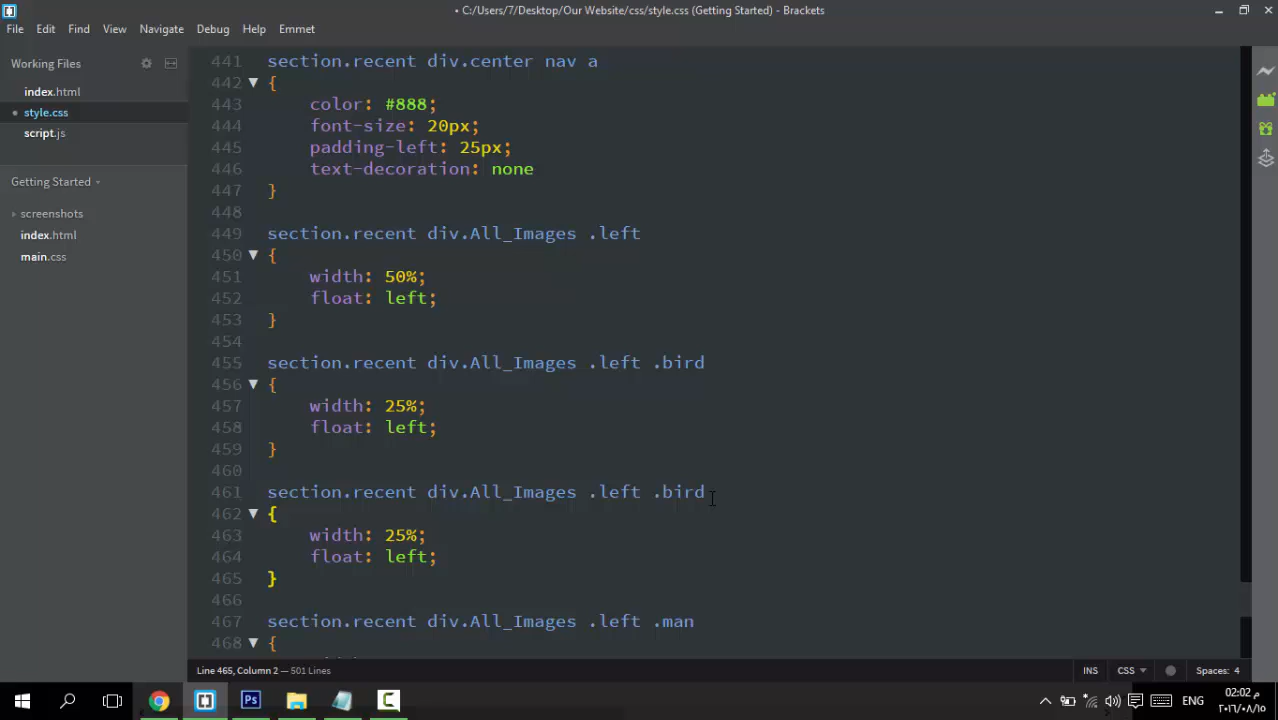 • C:/Users/7/Desktop/Our Website/css/style.css (Getting Started) - Brackets
File Edit View Navigate Debug Help Emmet
Working Files
index.html
• style.css
script.js
Getting Started
screenshots
index.html
main.css
441 section.recent div.center nav a
442 {
443 color: #888;
444 font-size: 20px;
445 padding-left: 25px;
446 text-decoration: none
447 }
448
449 section.recent div.All_Images .left
450 {
451 width: 50%;
452 float: left;
453 }
454
455 section.recent div.All_Images .left .bird
456 {
457 width: 25%;
458 float: left;
459 }
460
461 section.recent div.All_Images .left .bird
462 {
463 width: 25%;
464 float: left;
465 }
466
467 section.recent div.All_Images .left .man
468 {
Line 465, Column 2 — 501 Lines
INS CSS Spaces: 4
Ps
C
ENG
02:02 م
٢٠١٦/٠٨/١٥